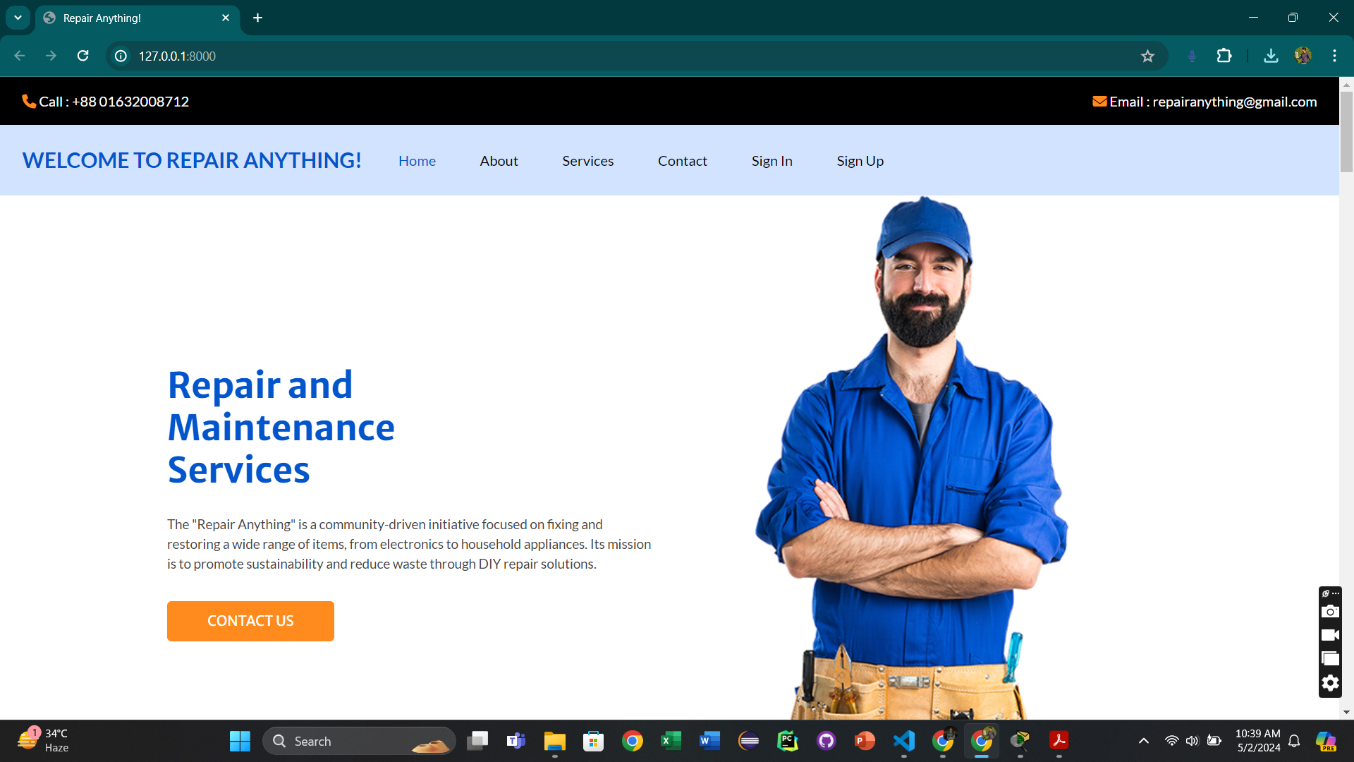 Repair Anything!
127.0.0.1:8000
Call : +88 01632008712
Email : repairanything@gmail.com
WELCOME TO REPAIR ANYTHING!
Home
About
Services
Contact
Sign In
Sign Up
Repair and
Maintenance
Services
The "Repair Anything" is a community-driven initiative focused on fixing and
restoring a wide range of items, from electronics to household appliances. Its mission
is to promote sustainability and reduce waste through DIY repair solutions.
CONTACT US
1
34°C
Haze
Search
PC
10:39 AM
5/2/2024
PRE